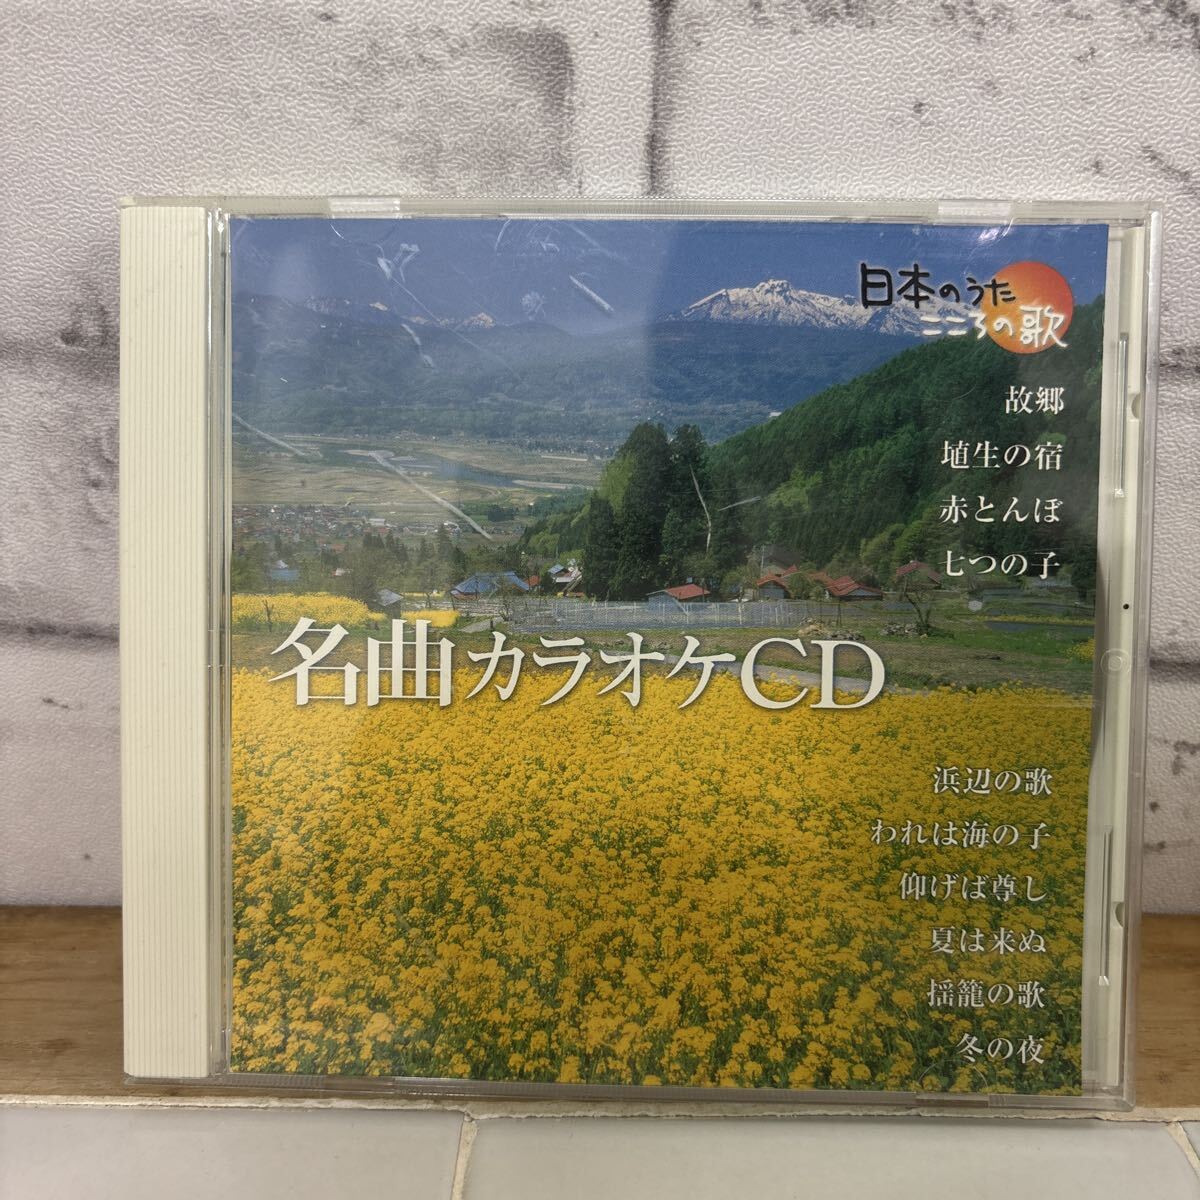 日本のうた
こころの歌
故郷
埴生の宿
赤とんぼ
七つの子
名曲カラオケCD
浜辺の歌
われは海の子
仰げば尊し
夏は来ぬ
揺籠の歌
冬の夜